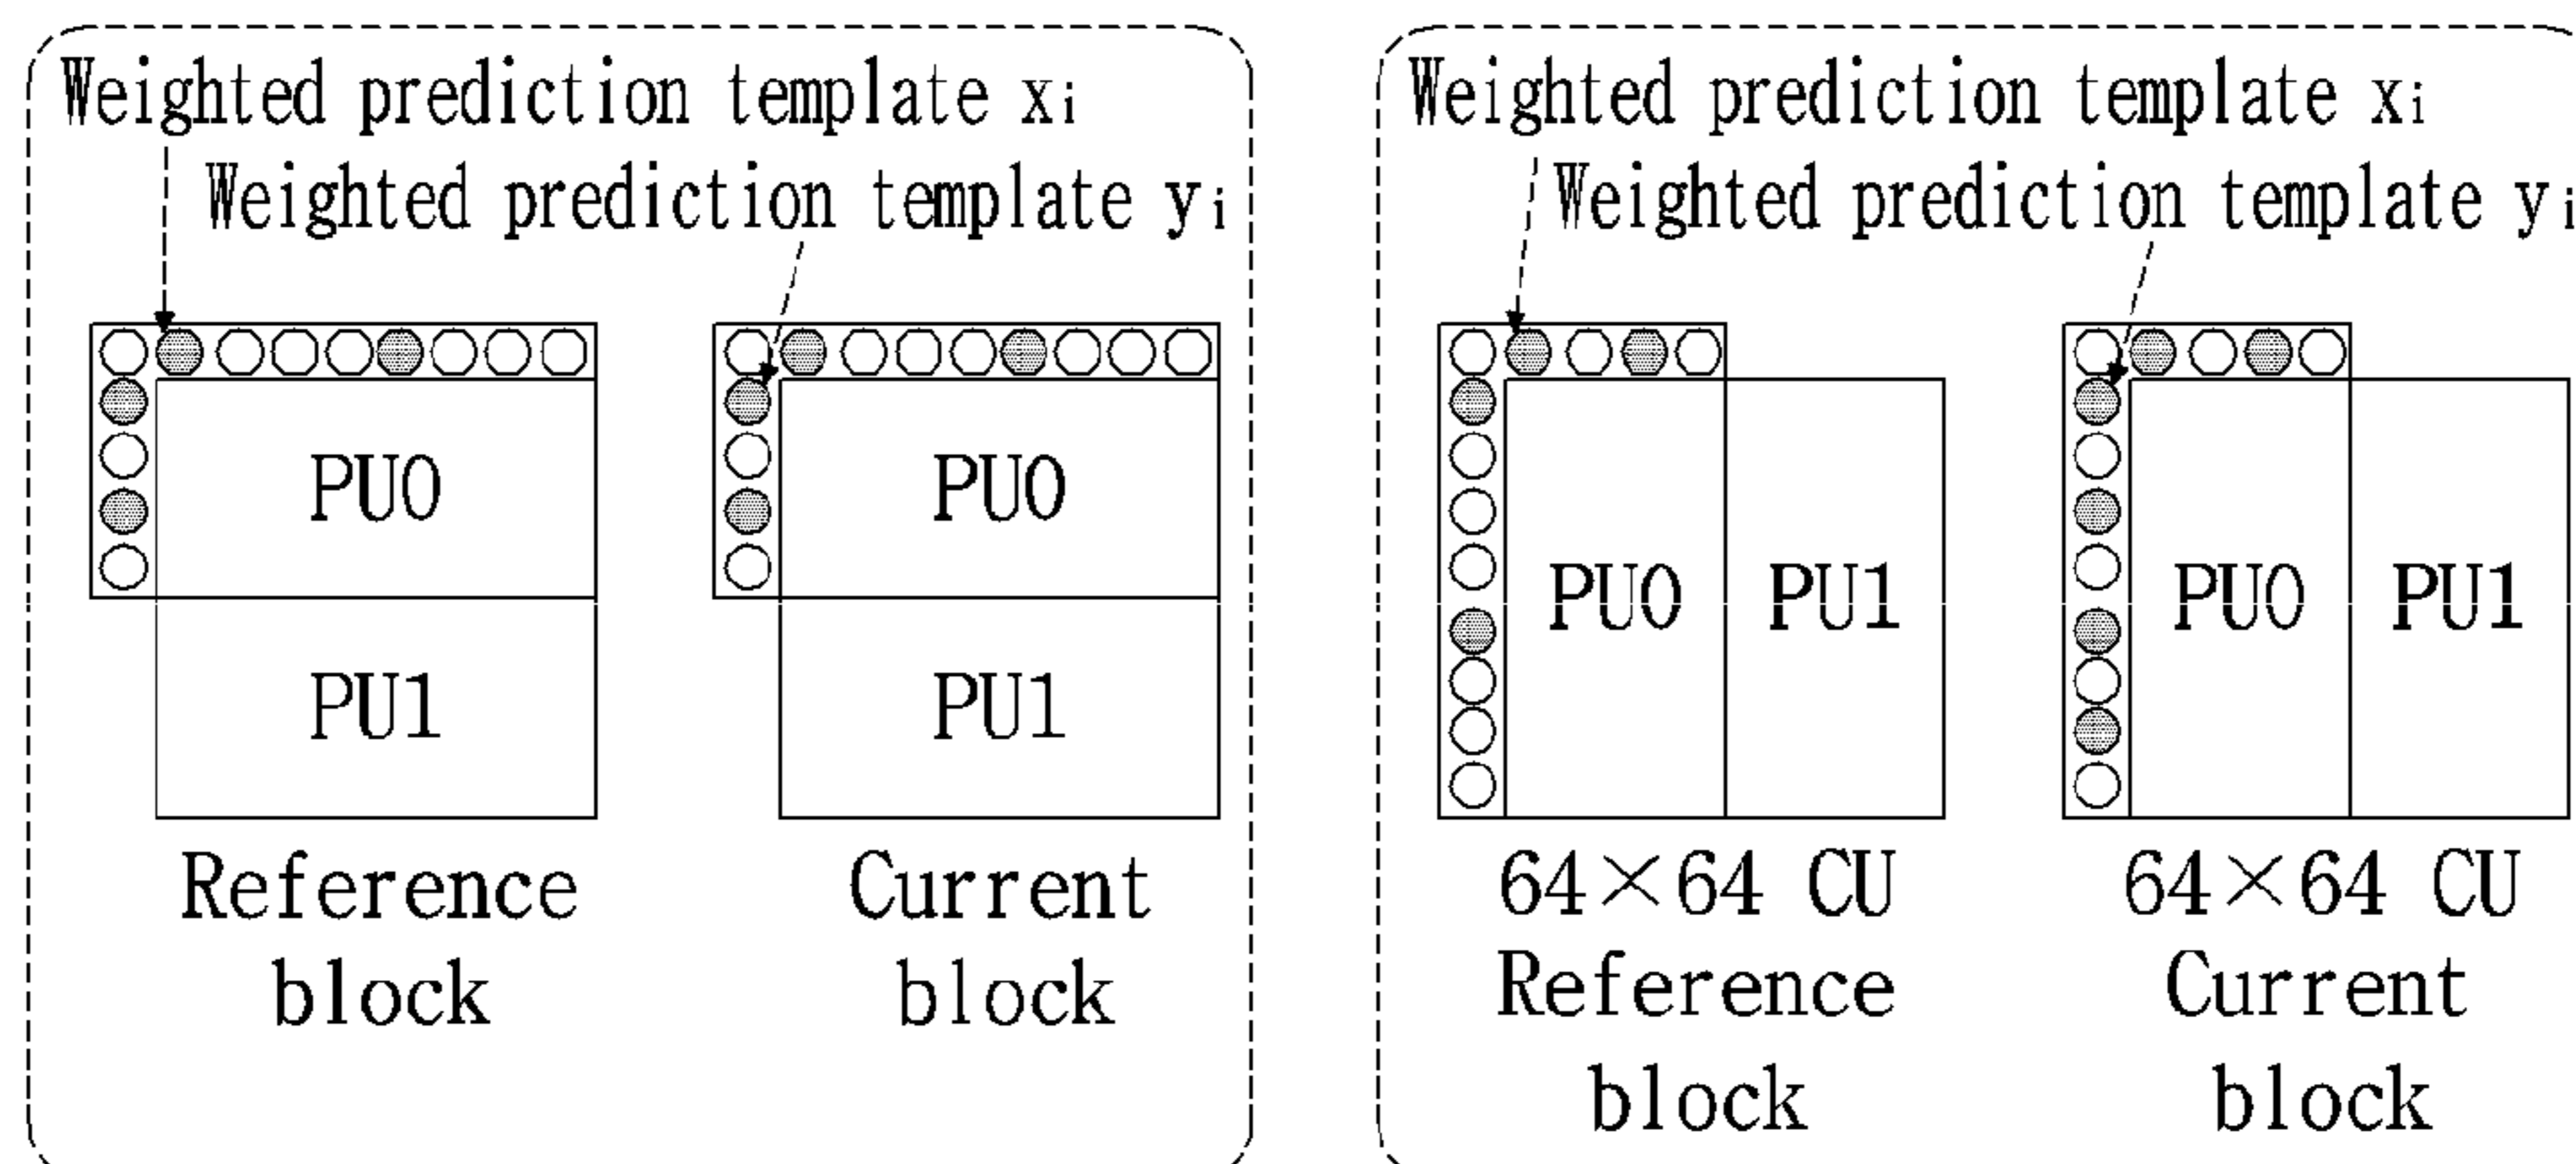 Weighted prediction template xi
Weighted prediction template yi
PU0
PU1
Reference
block
PU0
PU1
Current
block
Weighted prediction template xi
Weighted prediction template yi
PU0 PU1
64×64 CU
Reference
block
PU0 PU1
64×64 CU
Current
block